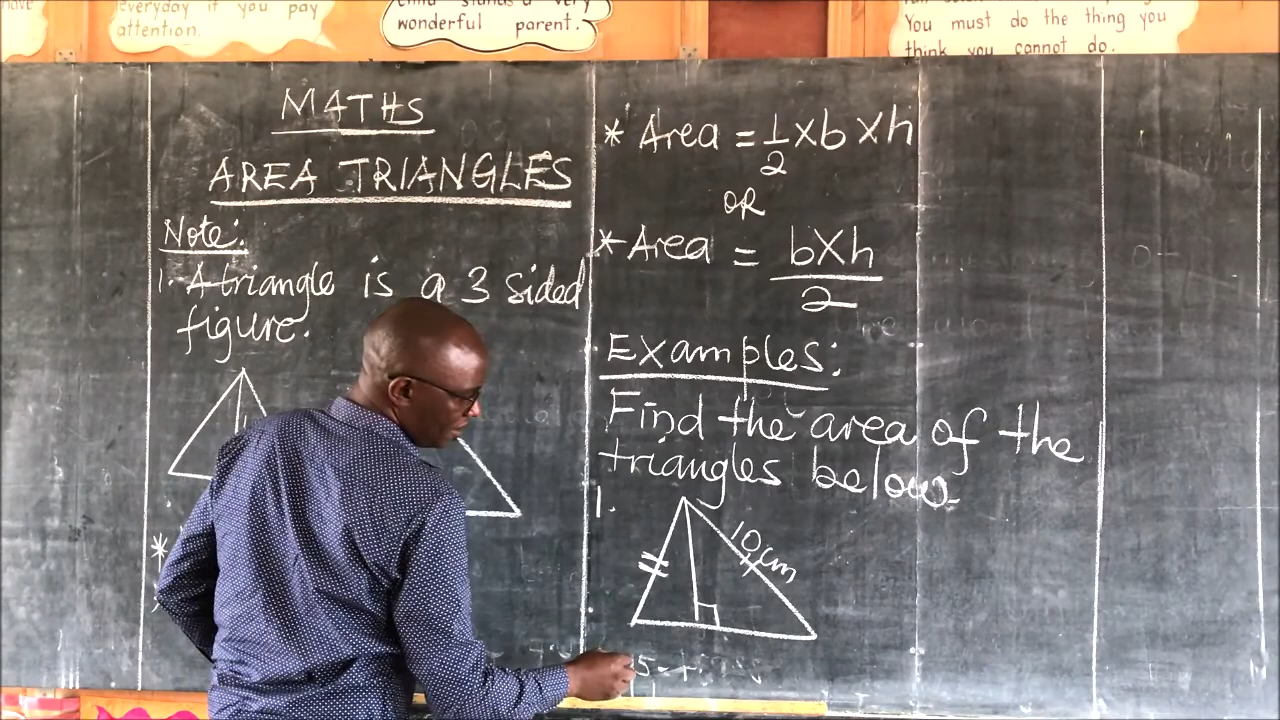 have
everyday if you pay
attention.
child stands a very
wonderful parent.
You must do the thing you
think you cannot do.
MATHS
AREA TRIANGLES
Note:
1. A triangle is a 3 sided
figure.
*
* Area = 1/2 X b X h
OR
* Area = bXh/2
Examples:
Find the area of the
triangles below
1.
10cm